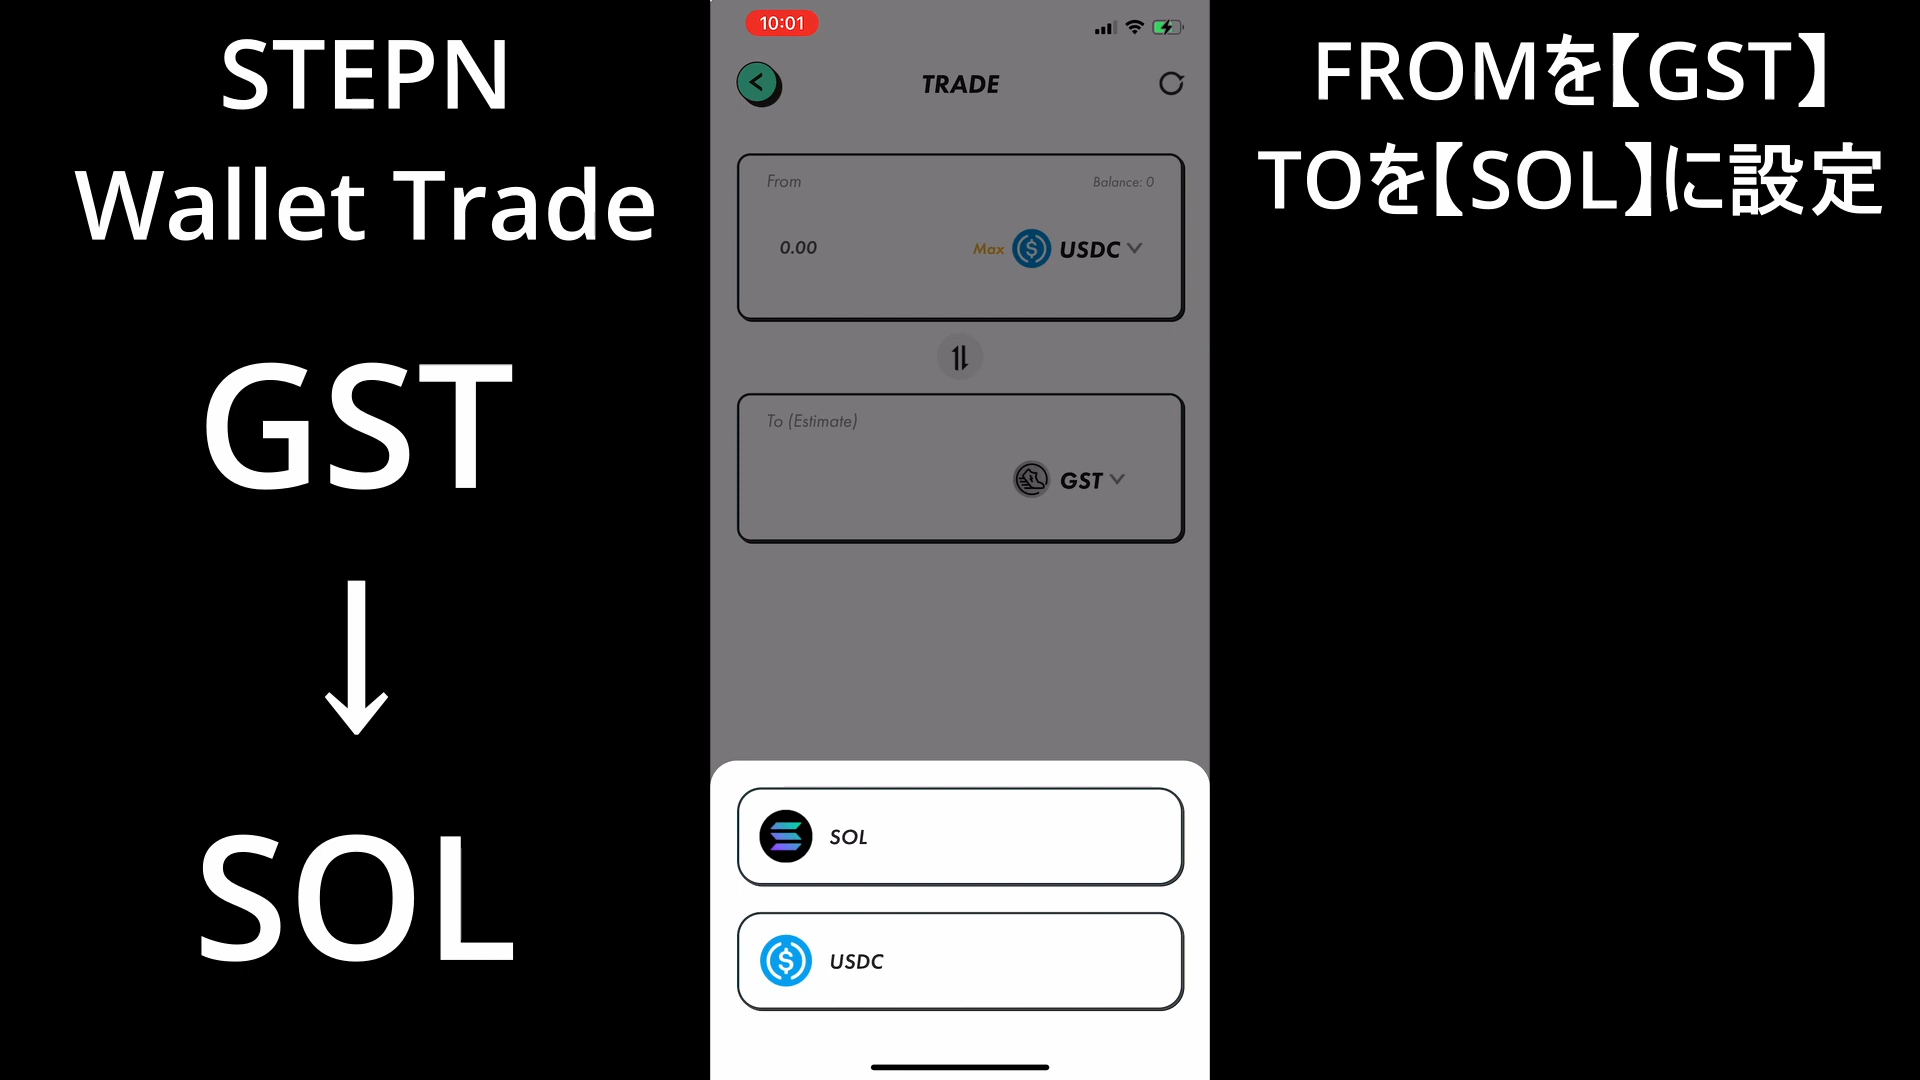 STEPN
Wallet Trade
GST
↓
SOL
10:01
TRADE
From
Balance: 0
0.00
Max
USDC
To (Estimate)
GST
SOL
USDC
FROMを【GST】
TOを【SOL】に設定